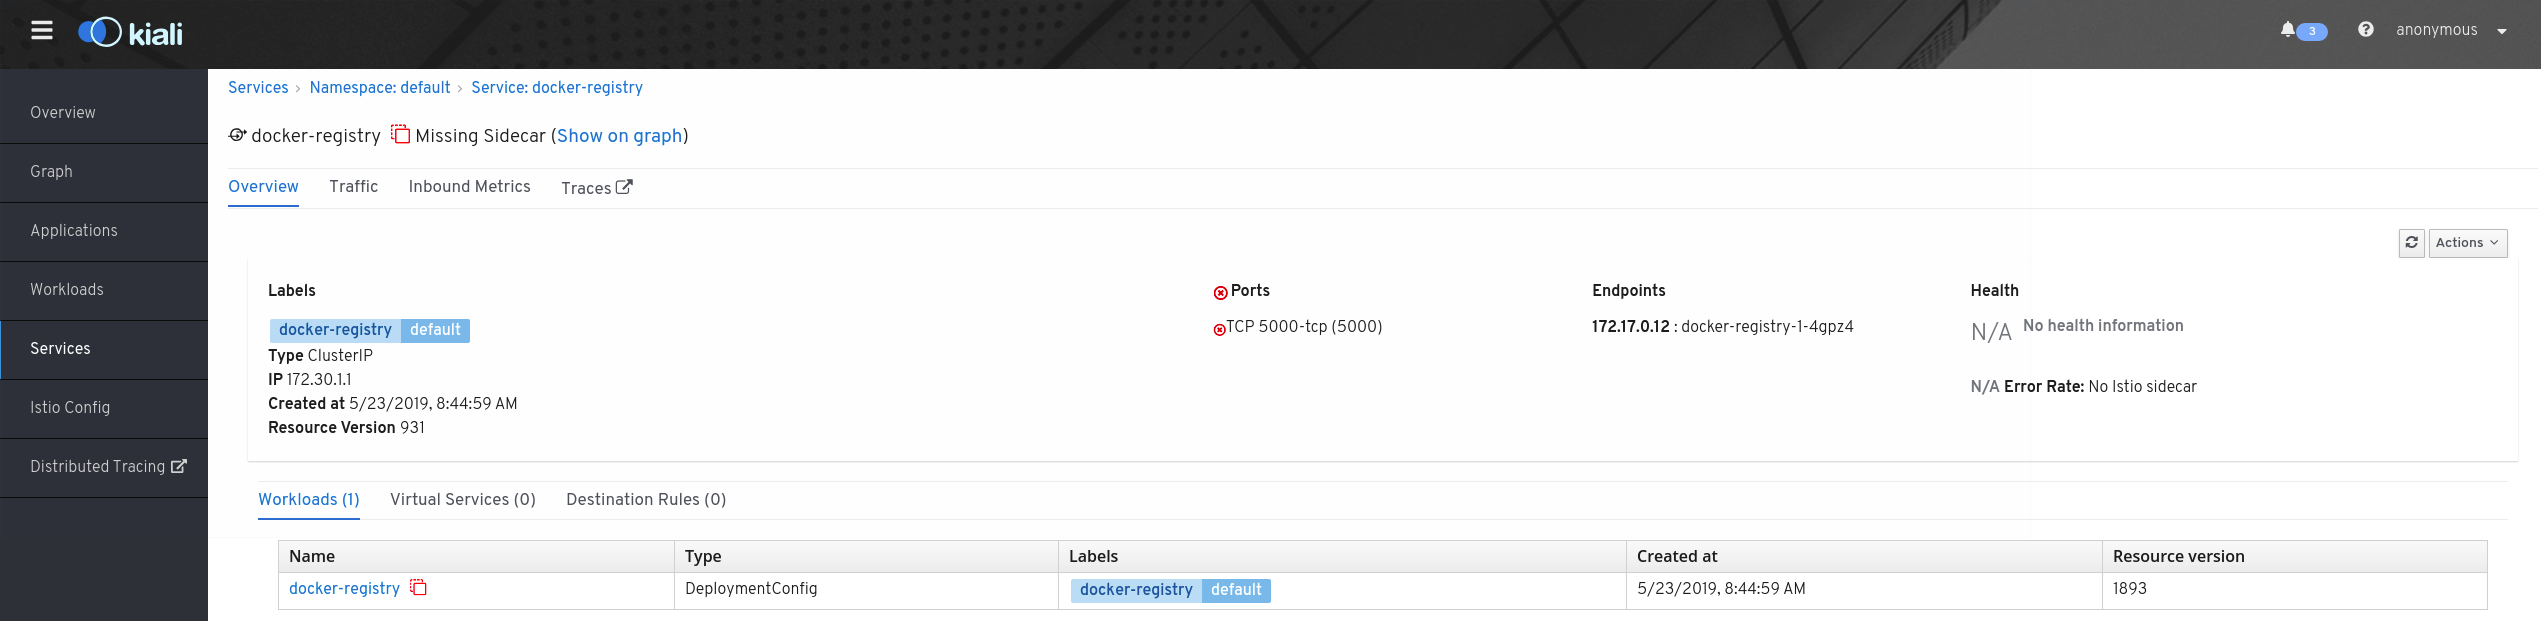 kiali
3
anonymous
Overview
Graph
Applications
Workloads
Services
Istio Config
Distributed Tracing
Services › Namespace: default › Service: docker-registry
docker-registry Missing Sidecar (Show on graph)
Overview Traffic Inbound Metrics Traces
Actions
Labels
docker-registry default
Type ClusterIP
IP 172.30.1.1
Created at 5/23/2019, 8:44:59 AM
Resource Version 931
Ports
TCP 5000-tcp (5000)
Endpoints
172.17.0.12 : docker-registry-1-4gpz4
Health
N/A No health information
N/A Error Rate: No Istio sidecar
Workloads (1) Virtual Services (0) Destination Rules (0)
Name Type Labels Created at Resource version
docker-registry DeploymentConfig docker-registry default 5/23/2019, 8:44:59 AM 1893